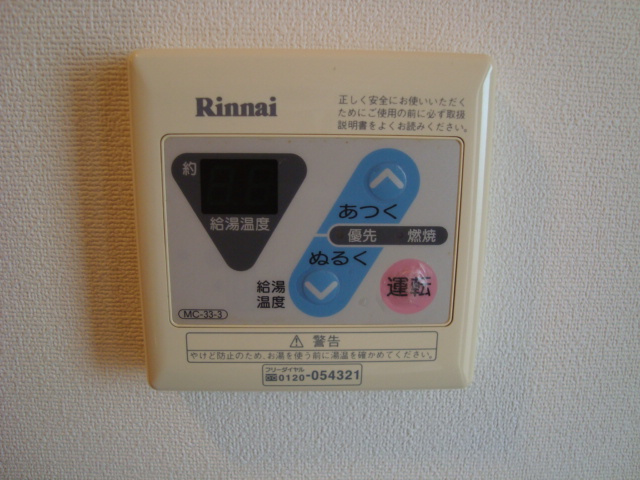 Rinnai
正しく安全にお使いいただく
ためにご使用の前に必ず取扱
説明書をよくお読みください。
約
給湯温度
あつく
優先 燃焼
ぬるく
給湯
温度
運転
MC-33-3
⚠ 警告
やけど防止のため、お湯を使う前に湯温を確かめてください。
フリーダイヤル
0120-054321